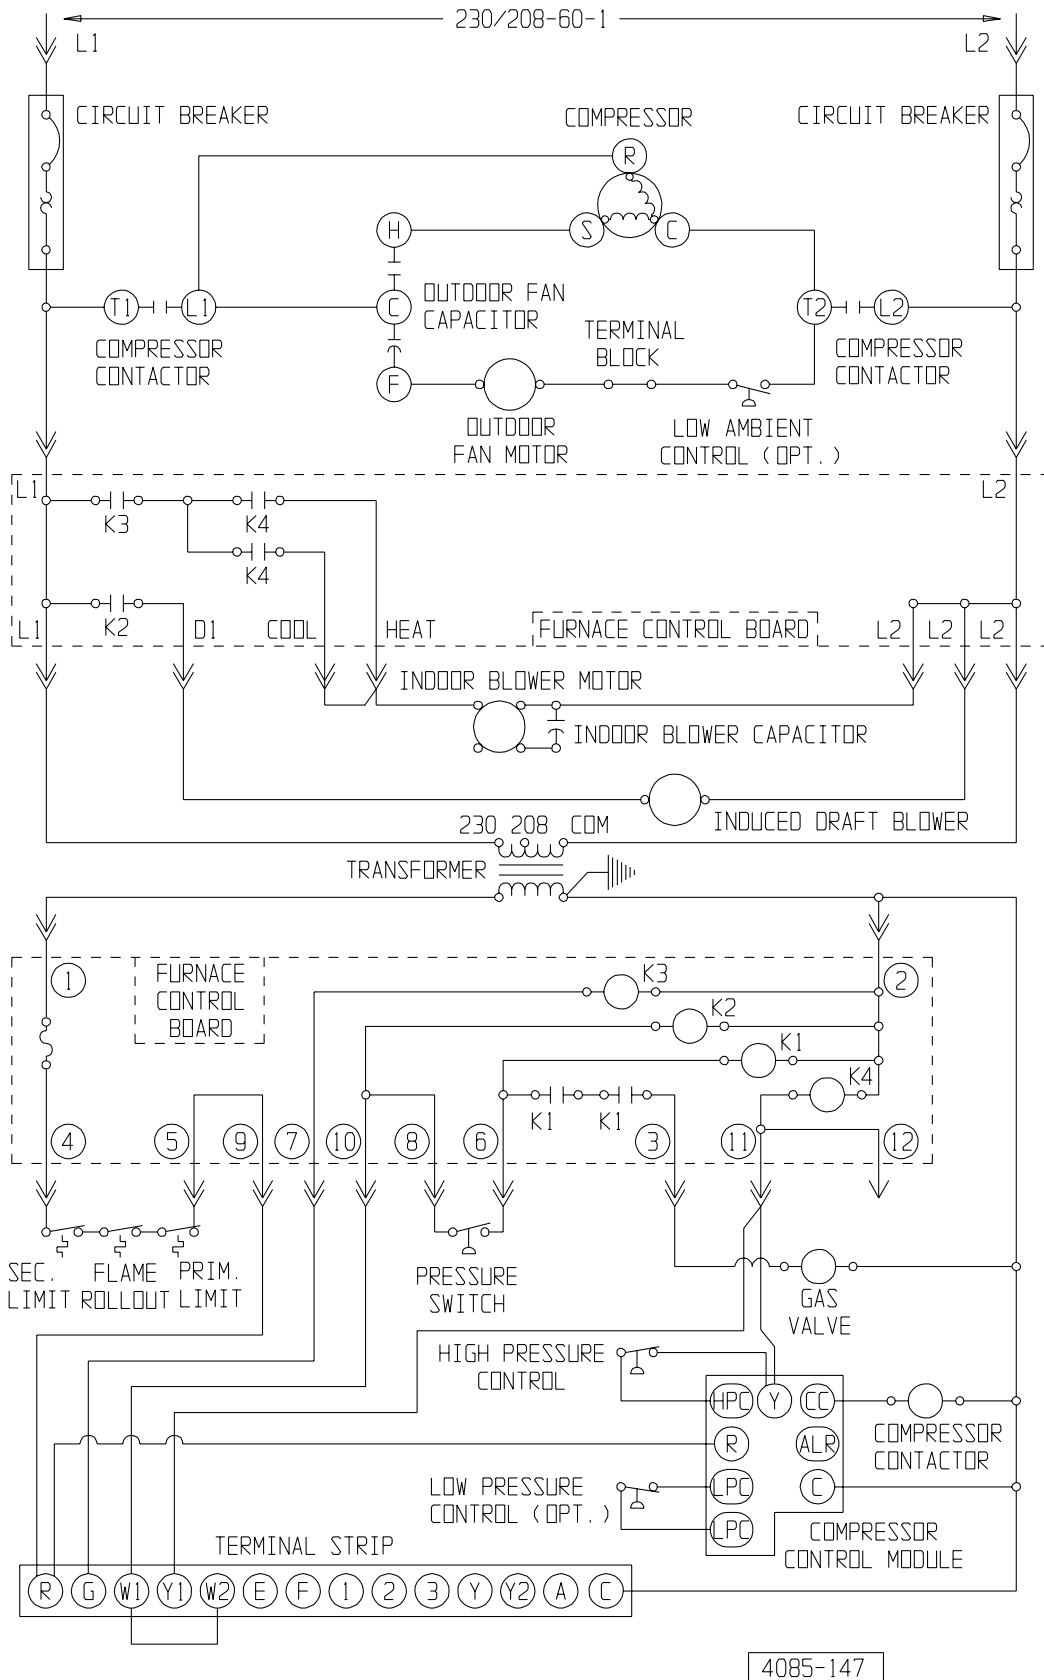 230/208-60-1
L1
L2
CIRCUIT BREAKER
COMPRESSOR
CIRCUIT BREAKER
R
H
S
C
T1
L1
C
OUTDOOR FAN
CAPACITOR
T2
L2
COMPRESSOR
CONTACTOR
TERMINAL
BLOCK
COMPRESSOR
CONTACTOR
F
OUTDOOR
FAN MOTOR
LOW AMBIENT
CONTROL (OPT.)
L1
L2
K3
K4
K4
L1
K2
D1
COOL
HEAT
FURNACE CONTROL BOARD
L2
L2
L2
INDOOR BLOWER MOTOR
INDOOR BLOWER CAPACITOR
INDUCED DRAFT BLOWER
230 208 COM
TRANSFORMER
1
FURNACE
CONTROL
BOARD
K3
2
K2
K1
K4
K1
K1
4
5
9
7
10
8
6
3
11
12
SEC.
LIMIT
FLAME
ROLLOUT
PRIM.
LIMIT
PRESSURE
SWITCH
GAS
VALVE
HIGH PRESSURE
CONTROL
HPC
Y
CC
COMPRESSOR
CONTACTOR
R
ALR
LOW PRESSURE
CONTROL (OPT.)
LPC
C
LPC
COMPRESSOR
CONTROL MODULE
TERMINAL STRIP
R G W1 Y1 W2 E F 1 2 3 Y Y2 A C
4085-147